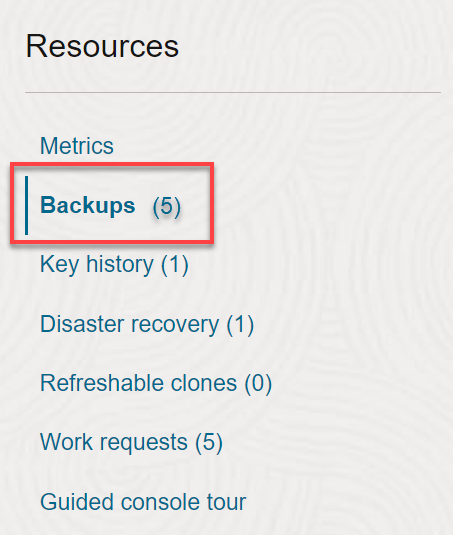 Resources
Metrics
Backups (5)
Key history (1)
Disaster recovery (1)
Refreshable clones (0)
Work requests (5)
Guided console tour